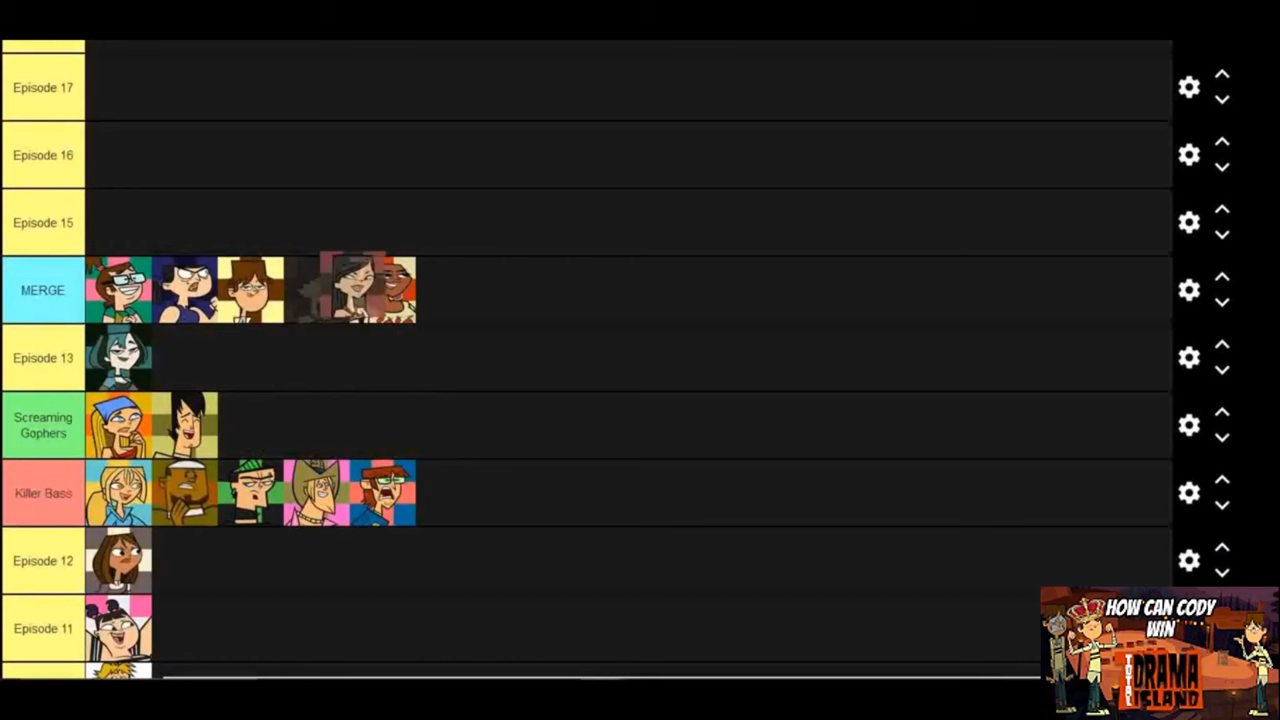 Episode 17
Episode 16
Episode 15
MERGE
Episode 13
Screaming
Gophers
Killer Bass
Episode 12
Episode 11
HOW CAN CODY
WIN
TOTAL
DRAMA
ISLAND